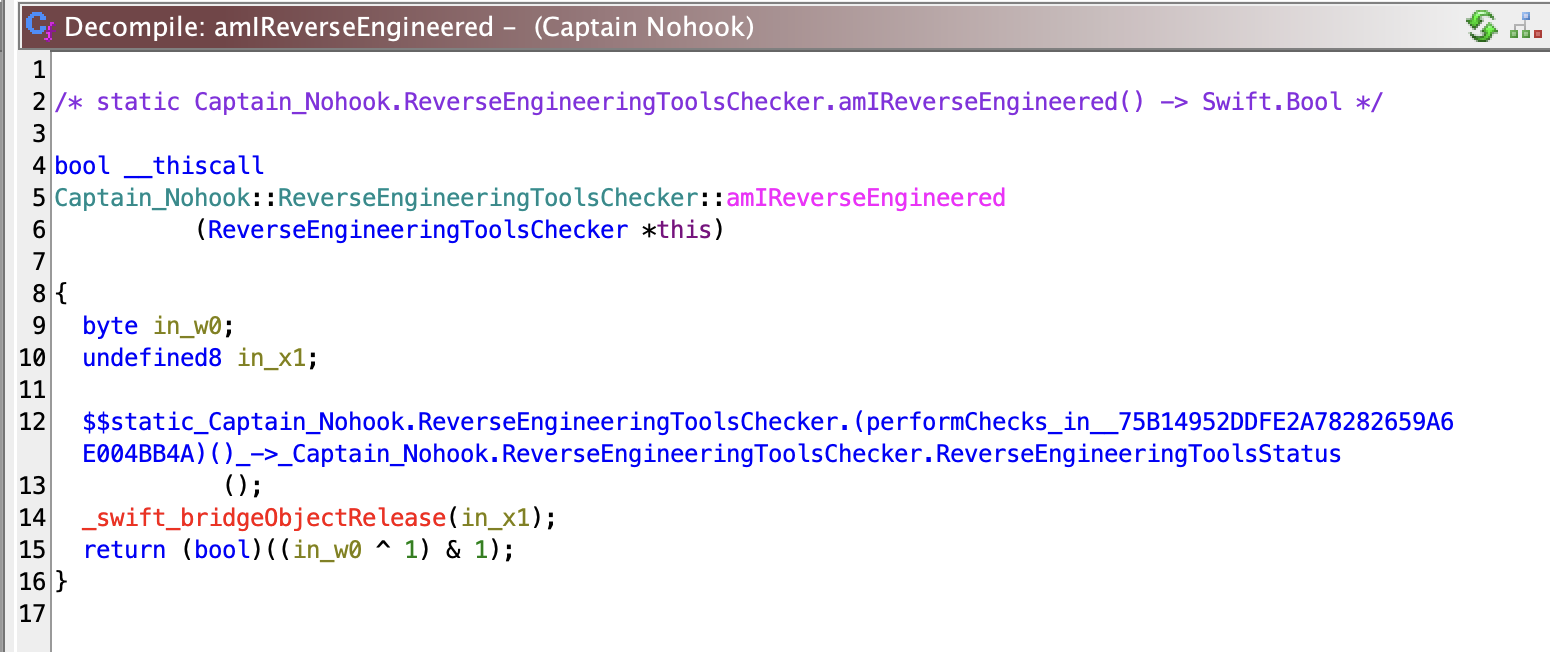 Decompile: amIReverseEngineered – (Captain Nohook)
1
2 /* static Captain_Nohook.ReverseEngineeringToolsChecker.amIReverseEngineered() -> Swift.Bool */
3
4 bool __thiscall
5 Captain_Nohook::ReverseEngineeringToolsChecker::amIReverseEngineered
6 (ReverseEngineeringToolsChecker *this)
7
8 {
9 byte in_w0;
10 undefined8 in_x1;
11
12 $$static_Captain_Nohook.ReverseEngineeringToolsChecker.(performChecks_in__75B14952DDFE2A78282659A6
E004BB4A)()_->_Captain_Nohook.ReverseEngineeringToolsChecker.ReverseEngineeringToolsStatus
13 ();
14 _swift_bridgeObjectRelease(in_x1);
15 return (bool)((in_w0 ^ 1) & 1);
16 }
17